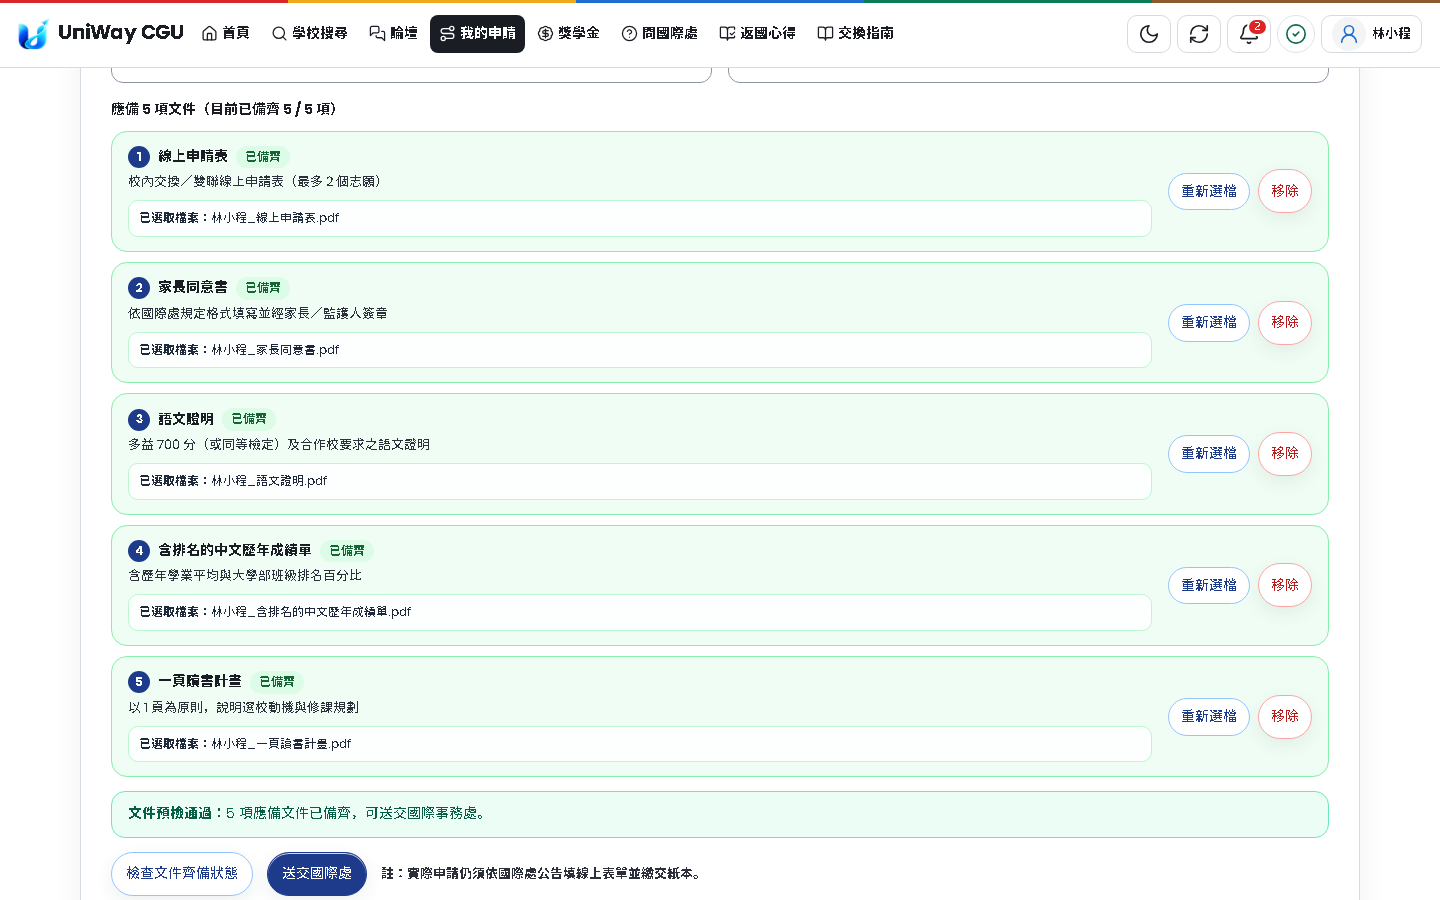 UniWay CGU 首頁 學校搜尋 論壇 我的申請 獎學金 問國際處 返國心得 交換指南 2 林小程
應備 5 項文件（目前已備齊 5 / 5 項）
1 線上申請表 已備齊
校內交換／雙聯線上申請表（最多 2 個志願）
已選取檔案：林小程_線上申請表.pdf
重新選檔 移除
2 家長同意書 已備齊
依國際處規定格式填寫並經家長／監護人簽章
已選取檔案：林小程_家長同意書.pdf
重新選檔 移除
3 語文證明 已備齊
多益 700 分（或同等檢定）及合作校要求之語文證明
已選取檔案：林小程_語文證明.pdf
重新選檔 移除
4 含排名的中文歷年成績單 已備齊
含歷年學業平均與大學部班級排名百分比
已選取檔案：林小程_含排名的中文歷年成績單.pdf
重新選檔 移除
5 一頁讀書計畫 已備齊
以 1 頁為原則，說明選校動機與修課規劃
已選取檔案：林小程_一頁讀書計畫.pdf
重新選檔 移除
文件預檢通過：5 項應備文件已備齊，可送交國際事務處。
檢查文件齊備狀態 送交國際處 註：實際申請仍須依國際處公告填線上表單並繳交紙本。